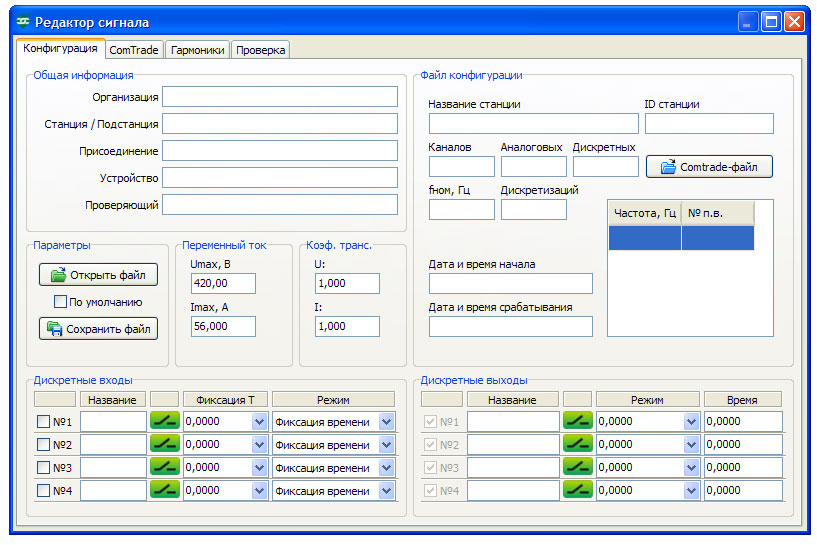 Редактор сигнала
Конфигурация ComTrade Гармоники Проверка
Общая информация
Организация
Станция / Подстанция
Присоединение
Устройство
Проверяющий
Файл конфигурации
Название станции ID станции
Каналов Аналоговых Дискретных
Comtrade-файл
fном, Гц Дискретизаций
Частота, Гц № п.в.
Дата и время начала
Дата и время срабатывания
Параметры
Открыть файл
По умолчанию
Сохранить файл
Переменный ток
Umax, В
420,00
Imax, А
56,000
Коэф. транс.
U:
1,000
I:
1,000
Дискретные входы
Название Фиксация Т Режим
№1 0,0000 Фиксация времени
№2 0,0000 Фиксация времени
№3 0,0000 Фиксация времени
№4 0,0000 Фиксация времени
Дискретные выходы
Название Режим Время
№1 0,0000 0,0000
№2 0,0000 0,0000
№3 0,0000 0,0000
№4 0,0000 0,0000